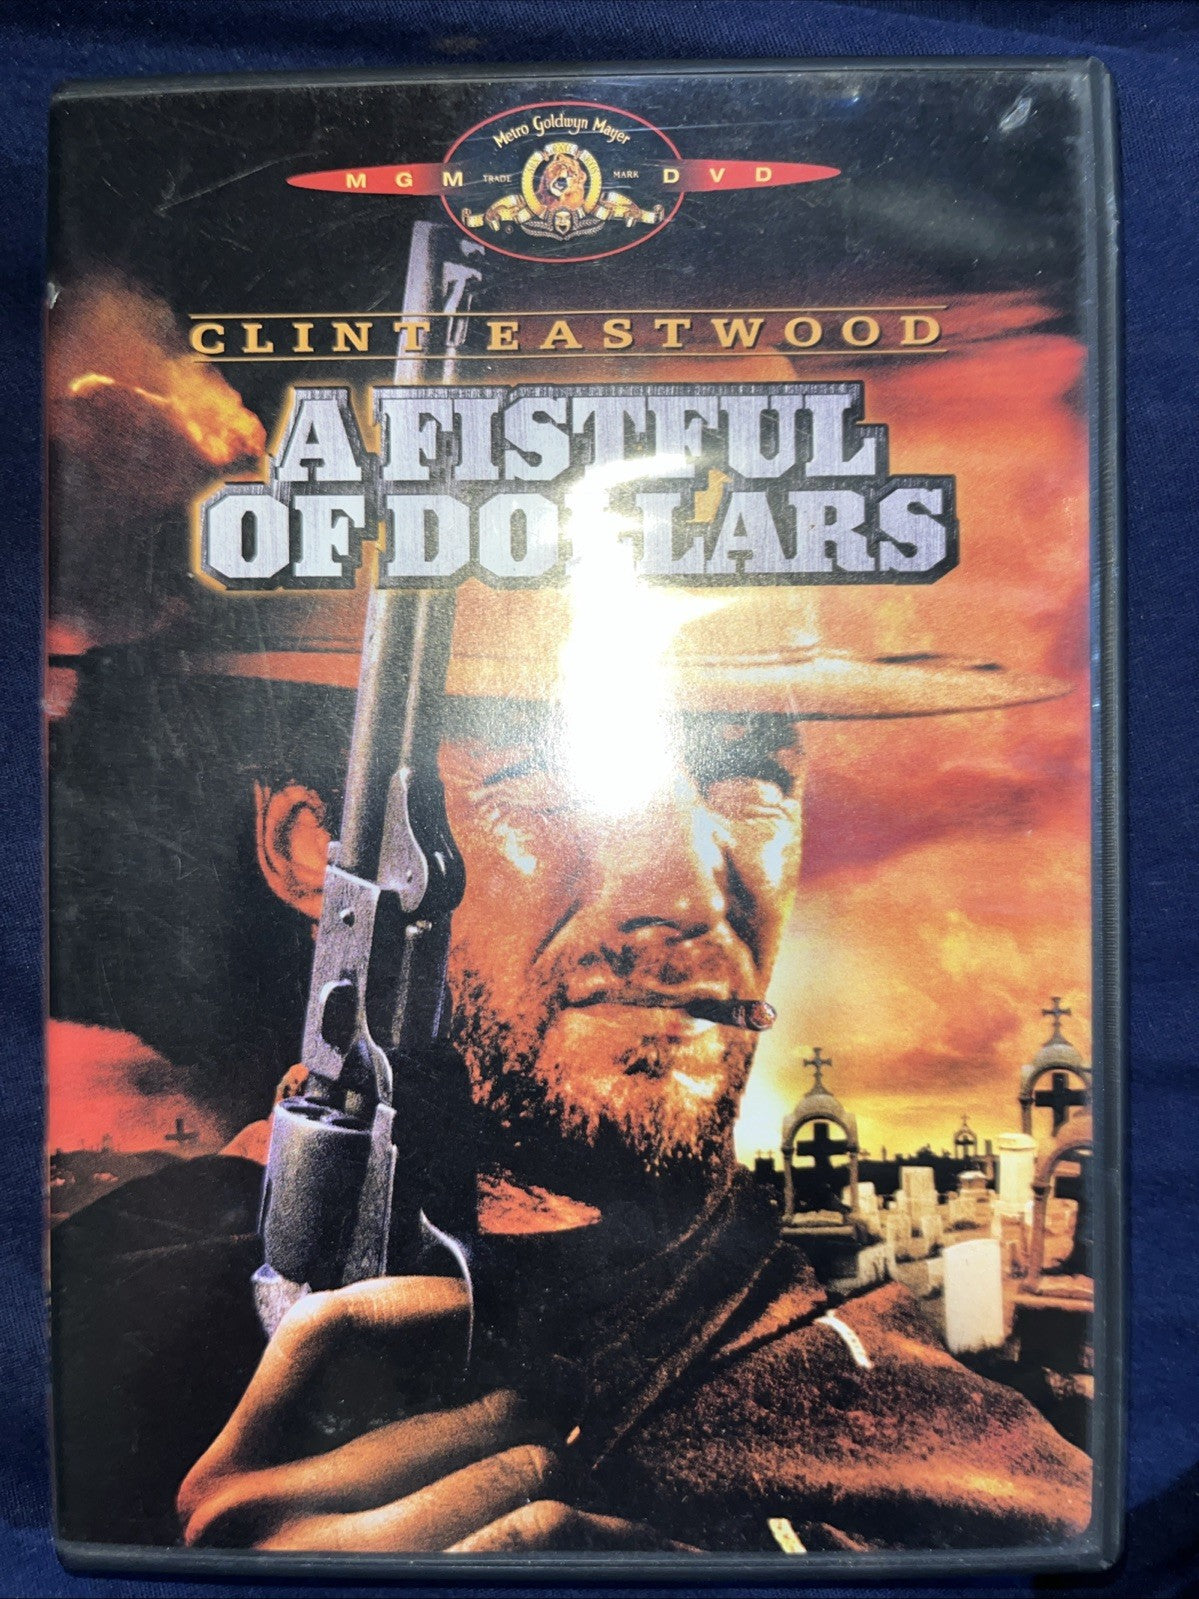 Metro Goldwyn Mayer
MGM TRADE MARK DVD
CLINT EASTWOOD
A FISTFUL
OF DOLLARS